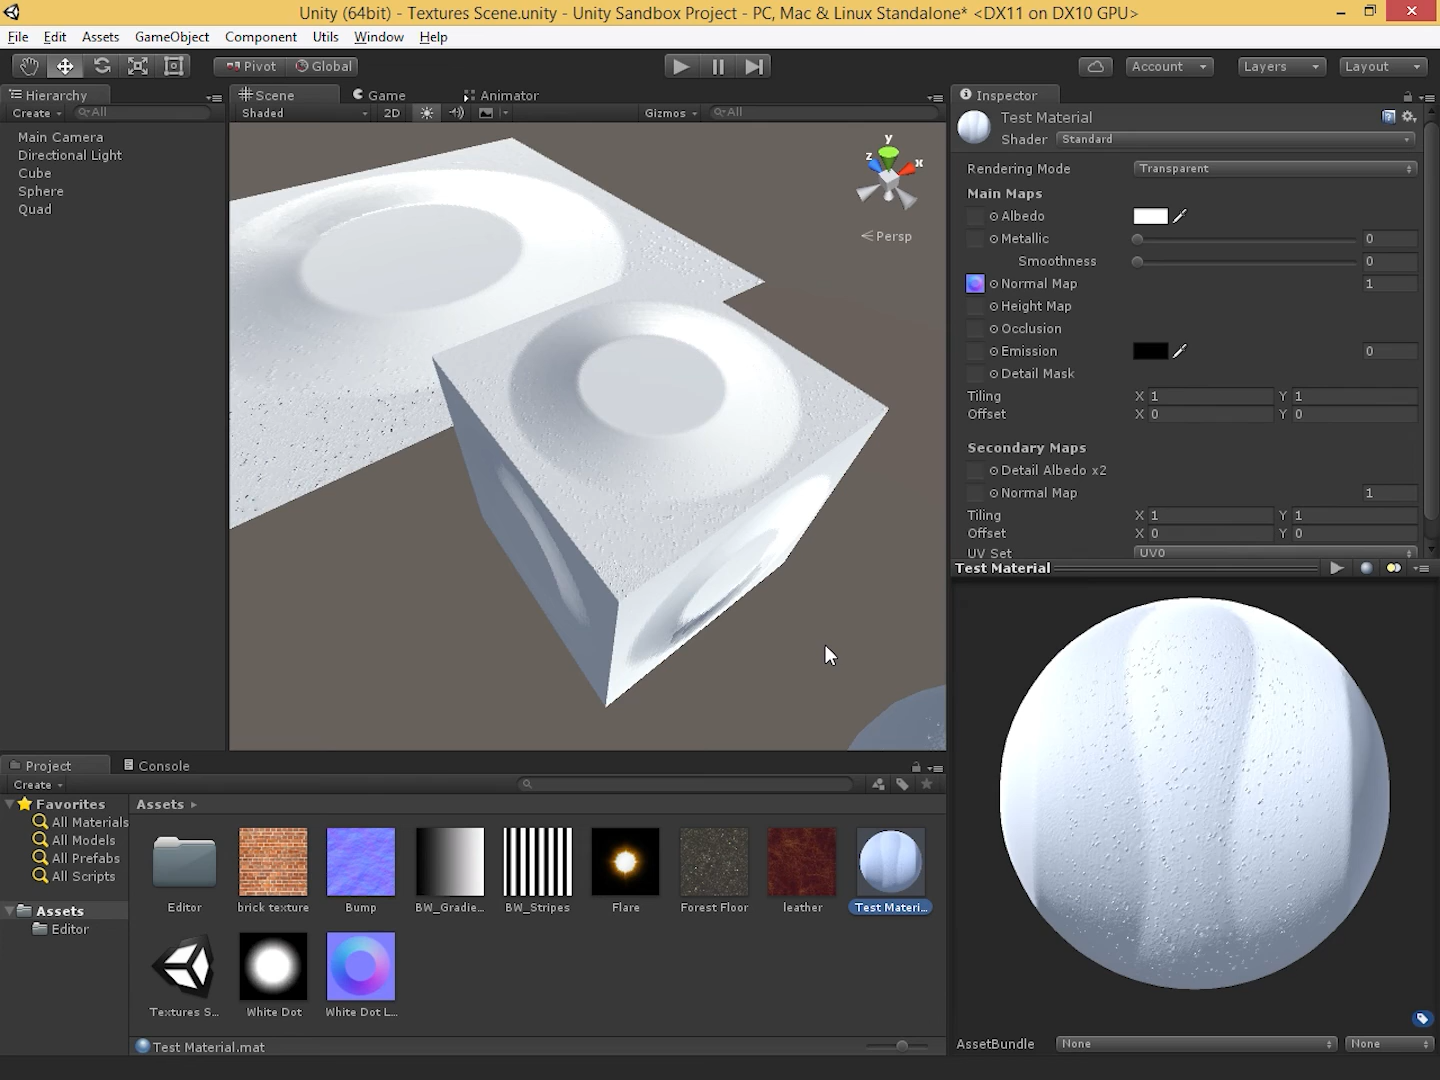 Unity (64bit) - Textures Scene.unity - Unity Sandbox Project - PC, Mac & Linux Standalone* <DX11 on DX10 GPU>
File Edit Assets GameObject Component Utils Window Help
Pivot Global Account Layers Layout
Hierarchy
Create All
Main Camera
Directional Light
Cube
Sphere
Quad
Scene Game Animator
Shaded 2D Gizmos All
y
z x
Persp
Inspector
Test Material
Shader Standard
Rendering Mode Transparent
Main Maps
Albedo
Metallic 0
Smoothness 0
Normal Map 1
Height Map
Occlusion
Emission 0
Detail Mask
Tiling X 1 Y 1
Offset X 0 Y 0
Secondary Maps
Detail Albedo x2
Normal Map 1
Tiling X 1 Y 1
Offset X 0 Y 0
UV Set UV0
Test Material
AssetBundle None None
Project Console
Create
Favorites
All Materials
All Models
All Prefabs
All Scripts
Assets
Editor
Assets
Editor brick texture Bump BW_Gradie... BW_Stripes Flare Forest Floor leather Test Materi...
Textures S... White Dot White Dot L...
Test Material.mat